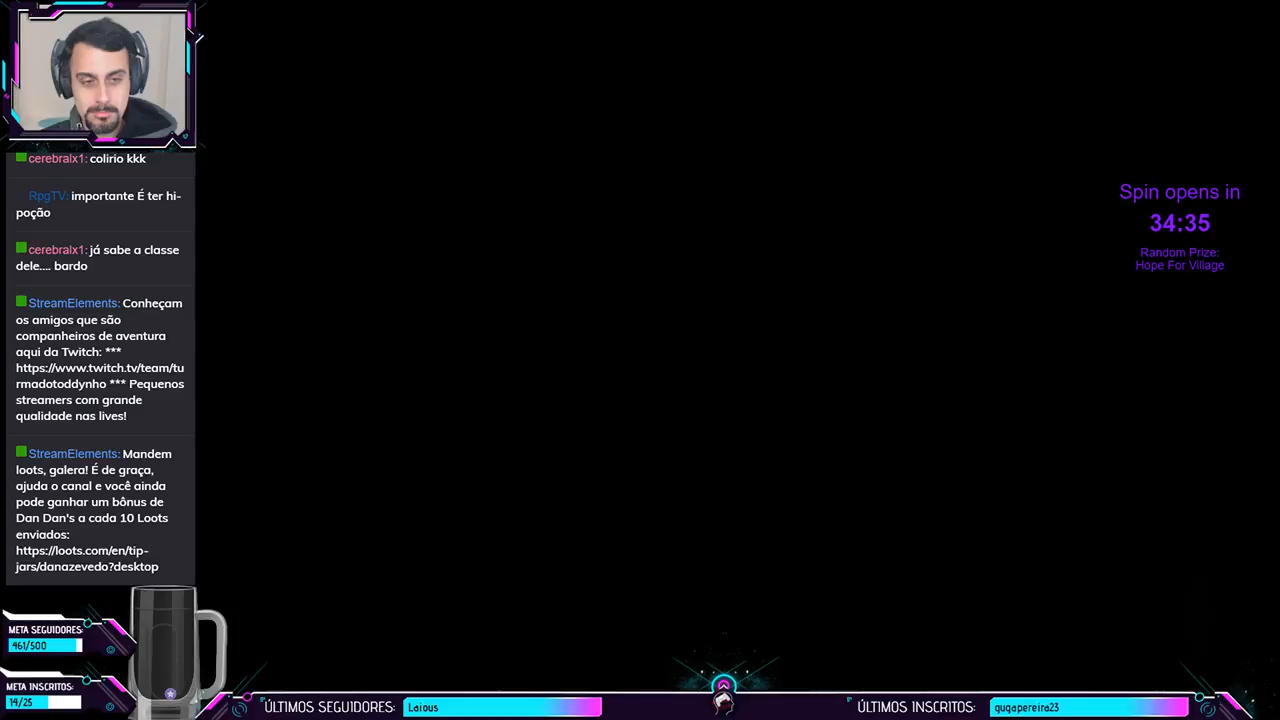 cerebralx1: colirio kkk
RpgTV: importante É ter hi-
poção
cerebralx1: já sabe a classe
dele.... bardo
StreamElements: Conheçam
os amigos que são
companheiros de aventura
aqui da Twitch: ***
https://www.twitch.tv/team/tu
rmadotoddynho *** Pequenos
streamers com grande
qualidade nas lives!
StreamElements: Mandem
loots, galera! É de graça,
ajuda o canal e você ainda
pode ganhar um bônus de
Dan Dan's a cada 10 Loots
enviados:
https://loots.com/en/tip-
jars/danazevedo?desktop
Spin opens in
34:35
Random Prize:
Hope For Village
META SEGUIDORES:
461/500
META INSCRITOS:
14/25
ÚLTIMOS SEGUIDORES: Laious
ÚLTIMOS INSCRITOS: gugapereira23